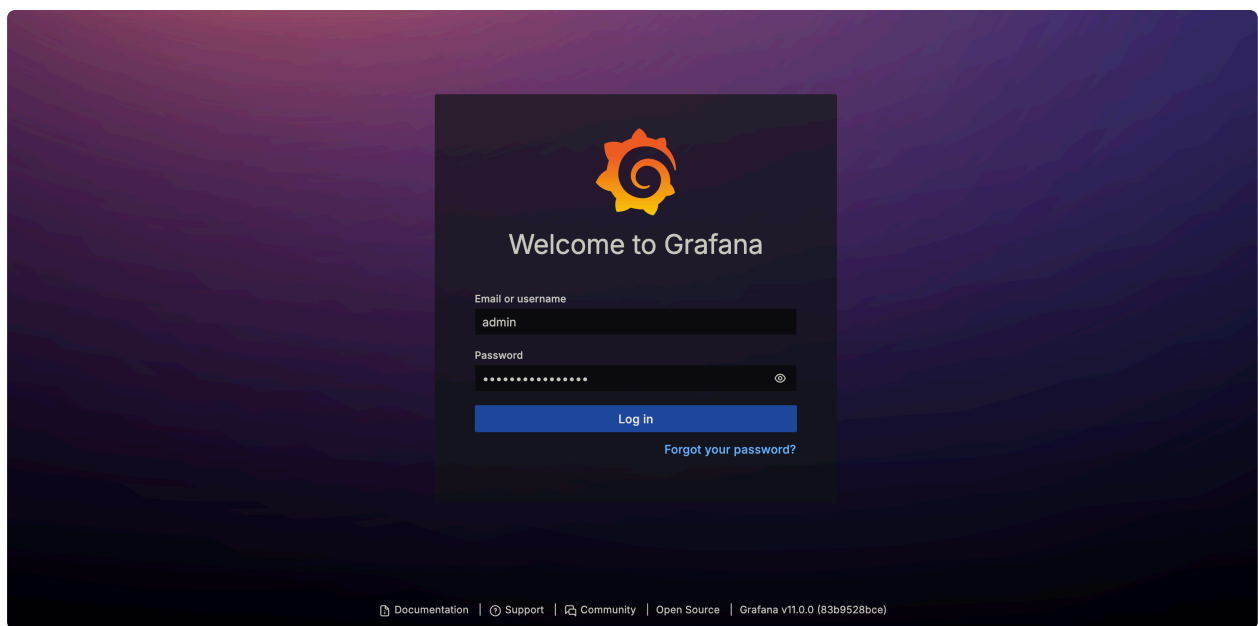 Welcome to Grafana
Email or username
admin
Password
••••••••••••••••
Log in
Forgot your password?
Documentation | Support | Community | Open Source | Grafana v11.0.0 (83b9528bce)